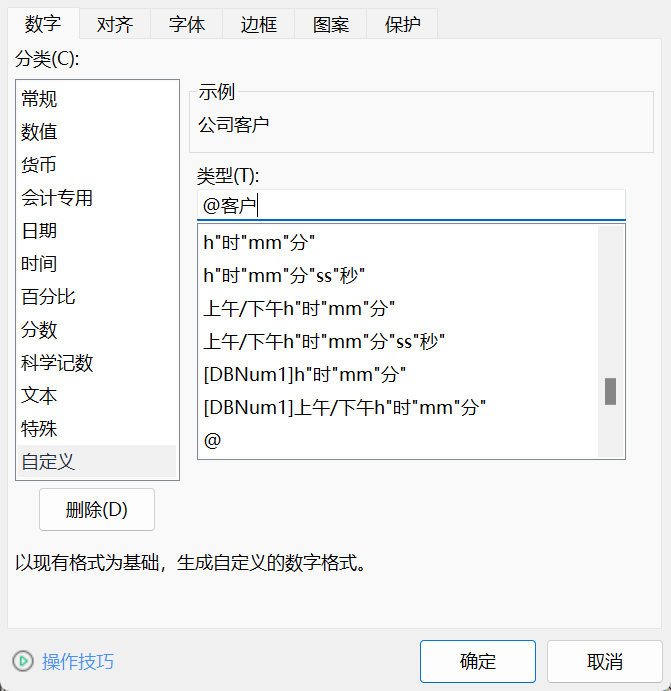 数字 对齐 字体 边框 图案 保护
分类(C):
常规
数值
货币
会计专用
日期
时间
百分比
分数
科学记数
文本
特殊
自定义
示例
公司客户
类型(T):
@客户
h"时"mm"分"
h"时"mm"分"ss"秒"
上午/下午h"时"mm"分"
上午/下午h"时"mm"分"ss"秒"
[DBNum1]h"时"mm"分"
[DBNum1]上午/下午h"时"mm"分"
@
删除(D)
以现有格式为基础，生成自定义的数字格式。
操作技巧
确定
取消